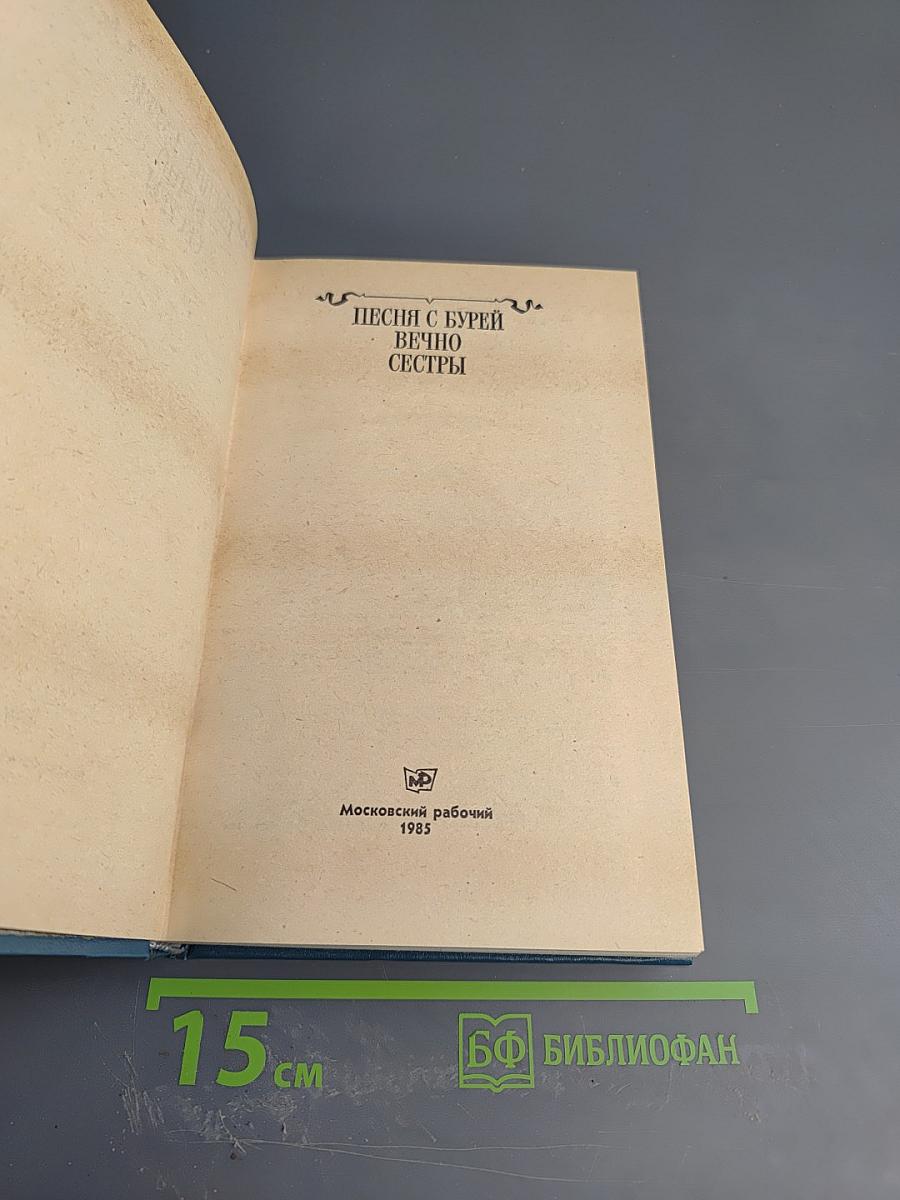 ПЕСНЯ С БУРЕЙ
ВЕЧНО
СЕСТРЫ
МР
Московский рабочий
1985
15 см
БФ БИБЛИОФАН